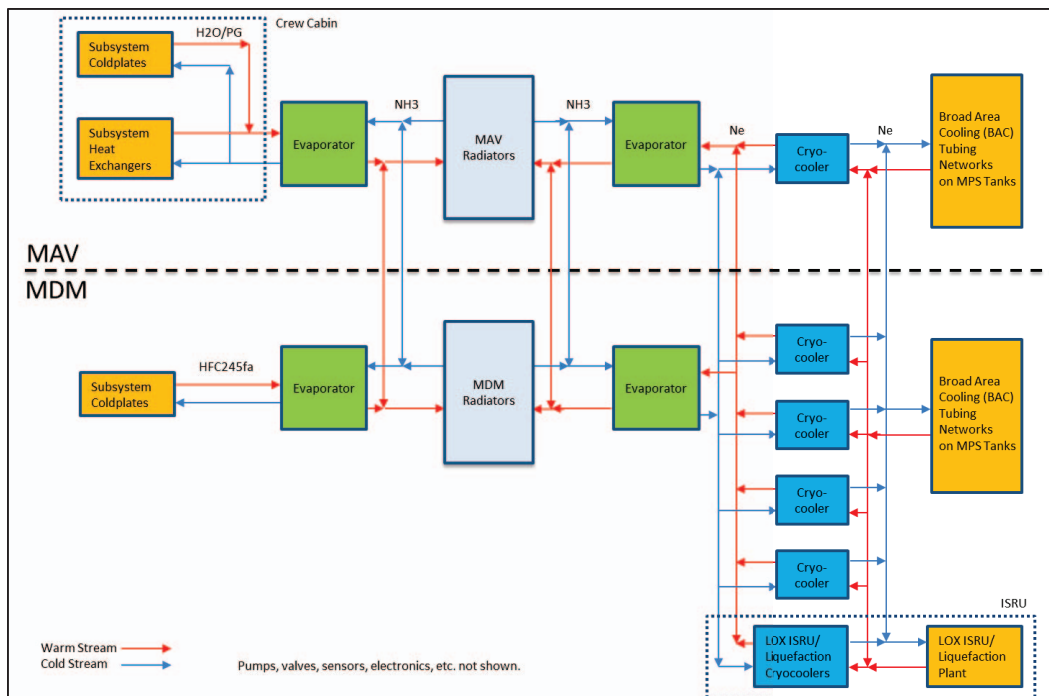 Crew Cabin
H2O/PG
Subsystem
Coldplates
Subsystem
Heat
Exchangers
Evaporator
NH3
MAV
Radiators
NH3
Evaporator
Ne
Cryo-
cooler
Ne
Broad Area
Cooling (BAC)
Tubing
Networks
on MPS Tanks
MAV
MDM
HFC245fa
Subsystem
Coldplates
Evaporator
MDM
Radiators
Evaporator
Cryo-
cooler
Cryo-
cooler
Cryo-
cooler
Cryo-
cooler
Broad Area
Cooling (BAC)
Tubing
Networks
on MPS Tanks
ISRU
LOX ISRU/
Liquefaction
Cryocoolers
LOX ISRU/
Liquefaction
Plant
Warm Stream
Cold Stream
Pumps, valves, sensors, electronics, etc. not shown.